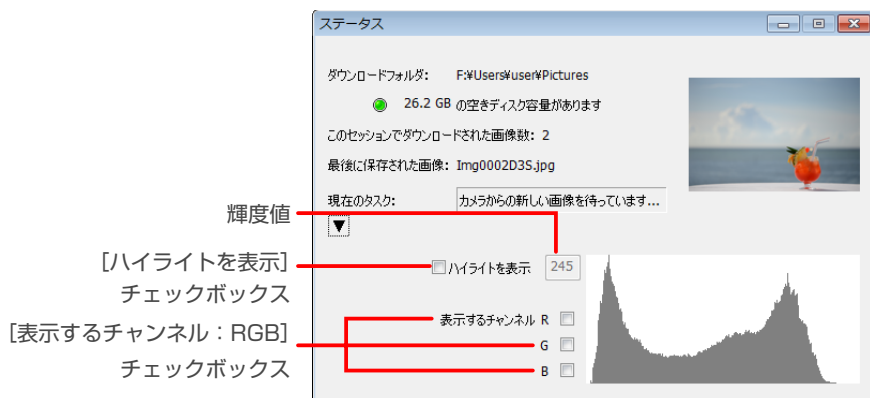 ステータス
ダウンロードフォルダ: F:¥Users¥user¥Pictures
26.2 GB の空きディスク容量があります
このセッションでダウンロードされた画像数: 2
最後に保存された画像: Img0002D3S.jpg
現在のタスク: カメラからの新しい画像を待っています...
輝度値
▼
[ハイライトを表示]
チェックボックス
ハイライトを表示 245
[表示するチャンネル：RGB]
チェックボックス
表示するチャンネル R
G
B